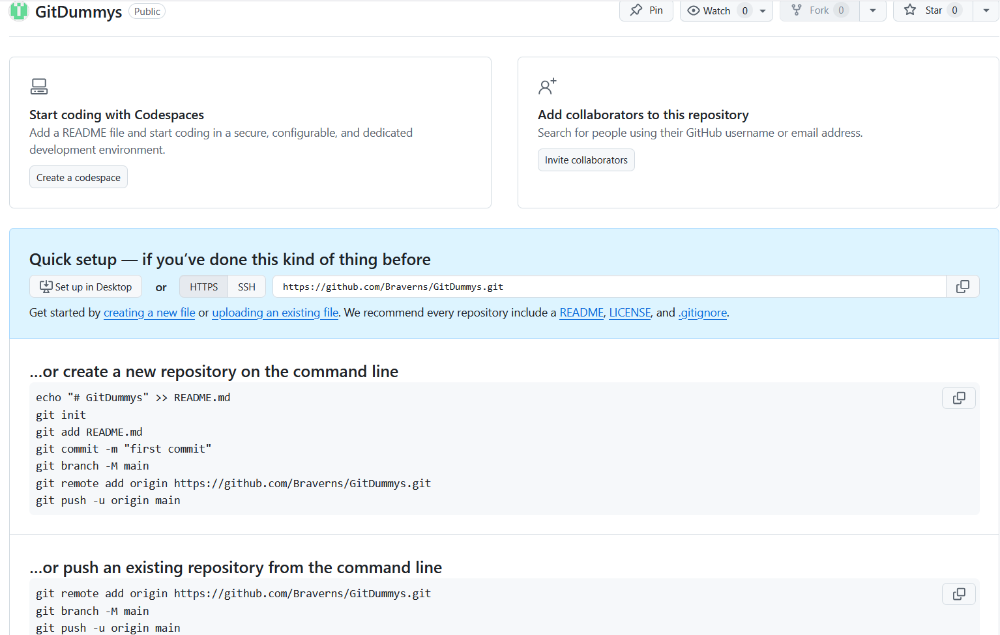 GitDummys Public Pin Watch 0 Fork 0 Star 0
Start coding with Codespaces
Add a README file and start coding in a secure, configurable, and dedicated
development environment.
Create a codespace
Add collaborators to this repository
Search for people using their GitHub username or email address.
Invite collaborators
Quick setup — if you’ve done this kind of thing before
Set up in Desktop or HTTPS SSH https://github.com/Braverns/GitDummys.git
Get started by creating a new file or uploading an existing file. We recommend every repository include a README, LICENSE, and .gitignore.
...or create a new repository on the command line
echo "# GitDummys" >> README.md
git init
git add README.md
git commit -m "first commit"
git branch -M main
git remote add origin https://github.com/Braverns/GitDummys.git
git push -u origin main
...or push an existing repository from the command line
git remote add origin https://github.com/Braverns/GitDummys.git
git branch -M main
git push -u origin main